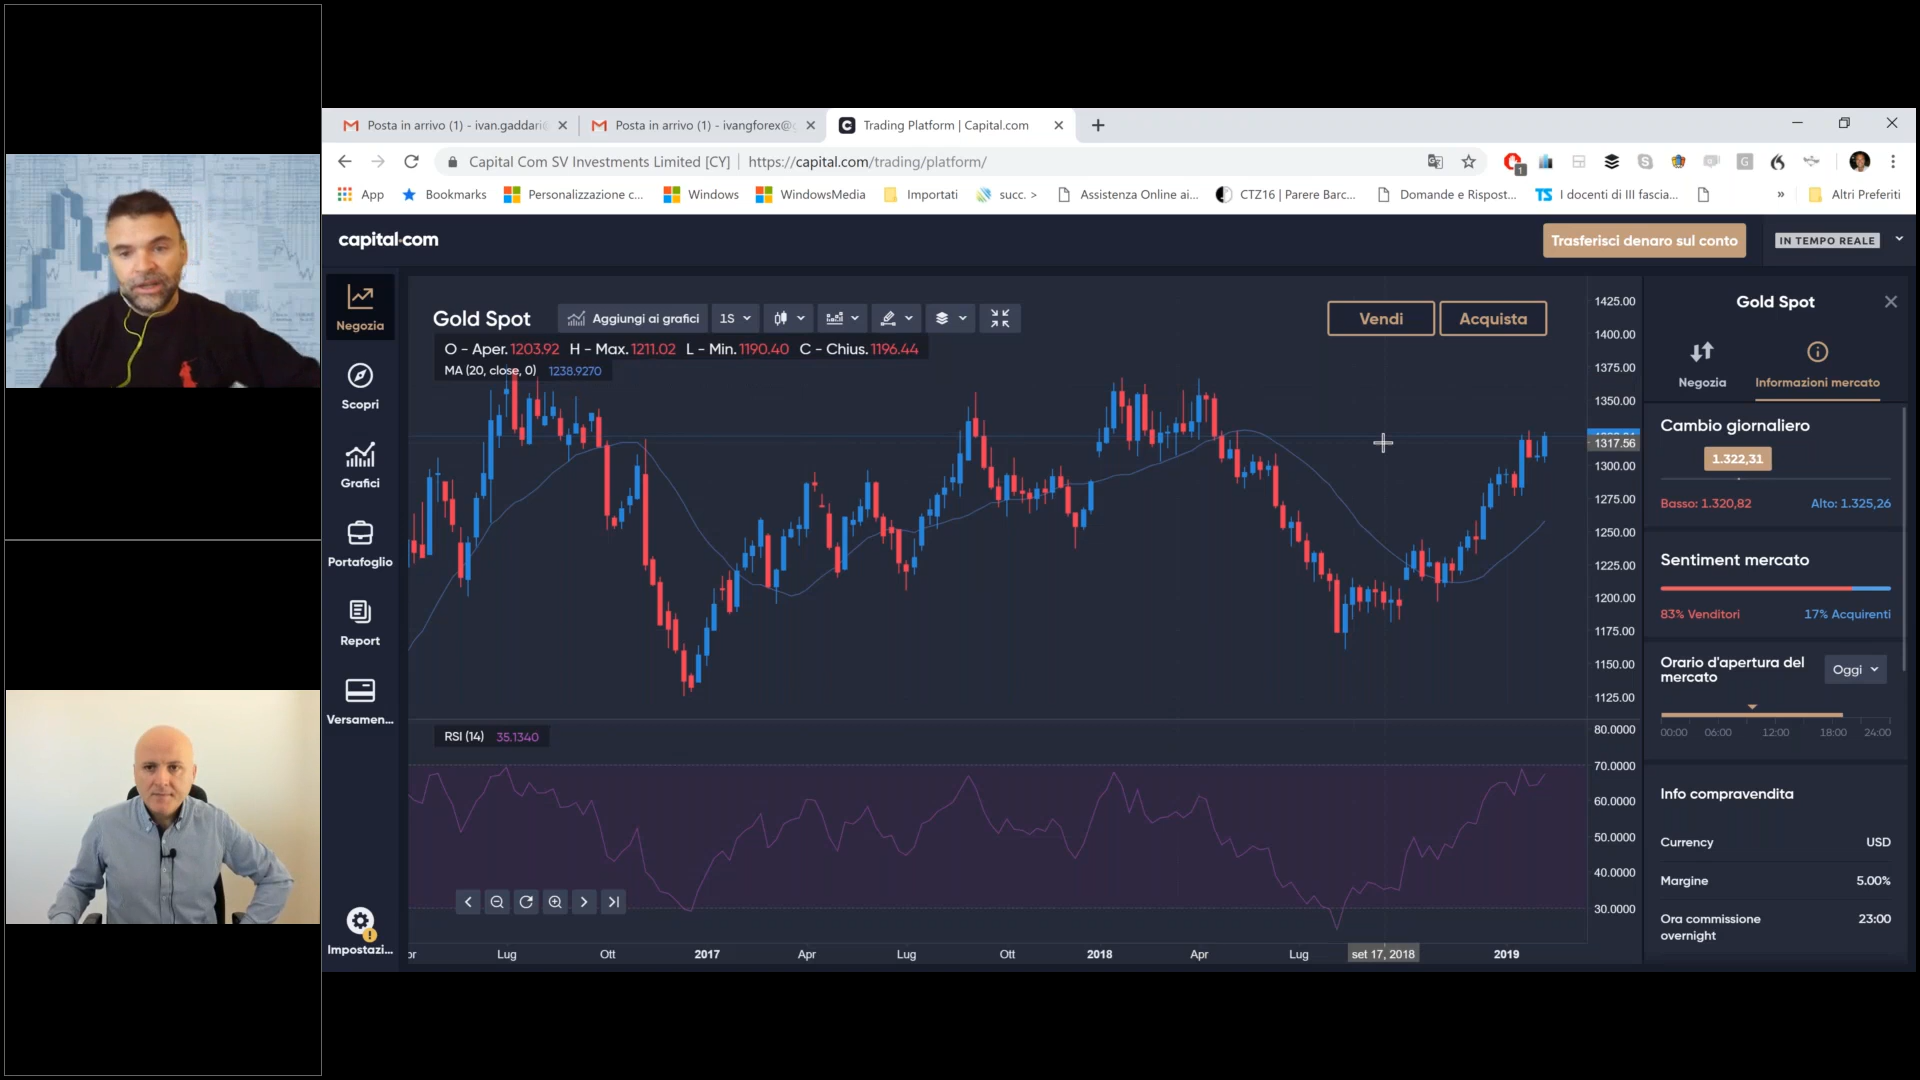 Posta in arrivo (1) - ivan.gaddari
Posta in arrivo (1) - ivangforex@
Trading Platform | Capital.com
Capital Com SV Investments Limited [CY]
https://capital.com/trading/platform/
1
App
Bookmarks
Personalizzazione c...
Windows
WindowsMedia
Importati
succ. >
Assistenza Online ai...
CTZ16 | Parere Barc...
Domande e Rispost...
TS
I docenti di III fascia...
»
Altri Preferiti
capital·com
Trasferisci denaro sul conto
IN TEMPO REALE
Negozia
Scopri
Grafici
Portafoglio
Report
Versamen...
Impostazi...
Gold Spot
Aggiungi ai grafici
1S
Vendi
Acquista
O - Aper. 1203.92 H - Max. 1211.02 L - Min. 1190.40 C - Chius. 1196.44
MA (20, close, 0) 1238.9270
1425.00
1400.00
1375.00
1350.00
1317.56
1300.00
1275.00
1250.00
1225.00
1200.00
1175.00
1150.00
1125.00
RSI (14) 35.1340
80.0000
70.0000
60.0000
50.0000
40.0000
30.0000
Lug
Ott
2017
Apr
Lug
Ott
2018
Apr
Lug
set 17, 2018
2019
Gold Spot
Negozia
Informazioni mercato
Cambio giornaliero
1.322,31
Basso: 1.320,82
Alto: 1.325,26
Sentiment mercato
83% Venditori
17% Acquirenti
Orario d'apertura del
mercato
Oggi
00:00
06:00
12:00
18:00
24:00
Info compravendita
Currency
USD
Margine
5.00%
Ora commissione
overnight
23:00